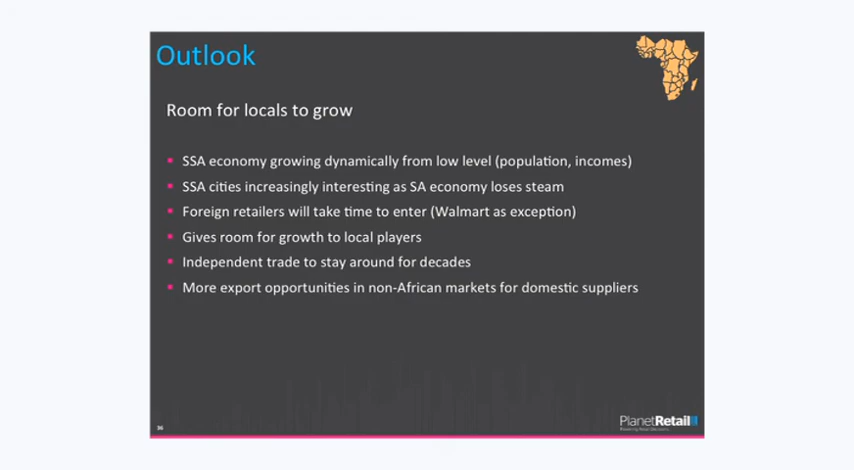 Outlook
Room for locals to grow
▪ SSA economy growing dynamically from low level (population, incomes)
▪ SSA cities increasingly interesting as SA economy loses steam
▪ Foreign retailers will take time to enter (Walmart as exception)
▪ Gives room for growth to local players
▪ Independent trade to stay around for decades
▪ More export opportunities in non-African markets for domestic suppliers
36
PlanetRetail